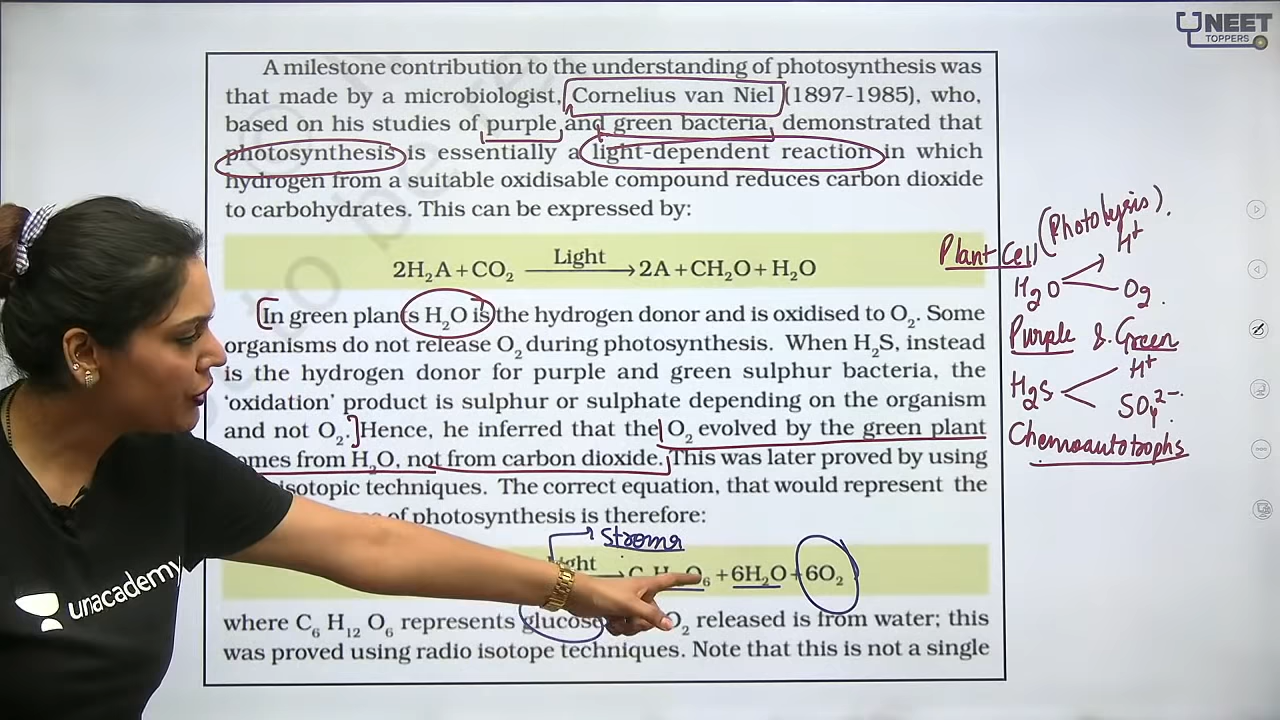 NEET
TOPPERS
A milestone contribution to the understanding of photosynthesis was
that made by a microbiologist, Cornelius van Niel (1897-1985), who,
based on his studies of purple and green bacteria, demonstrated that
photosynthesis is essentially a light-dependent reaction in which
hydrogen from a suitable oxidisable compound reduces carbon dioxide
to carbohydrates. This can be expressed by:
Light
2H₂A + CO₂ ⟶ 2A + CH₂O + H₂O
In green plants H₂O is the hydrogen donor and is oxidised to O₂. Some
organisms do not release O₂ during photosynthesis. When H₂S, instead
is the hydrogen donor for purple and green sulphur bacteria, the
'oxidation' product is sulphur or sulphate depending on the organism
and not O₂. Hence, he inferred that the O₂ evolved by the green plant
omes from H₂O, not from carbon dioxide. This was later proved by using
isotopic techniques. The correct equation, that would represent the
of photosynthesis is therefore:
Stroma
ght
⟶ C H O₆ + 6H₂O + 6O₂
where C₆ H₁₂ O₆ represents glucose O₂ released is from water; this
was proved using radio isotope techniques. Note that this is not a single
(Photolysis).
Plant Cell
H⁺
H₂O
O₂.
Purple & Green
H⁺
H₂S
SO₄²⁻.
Chemoautotrophs
unacademy